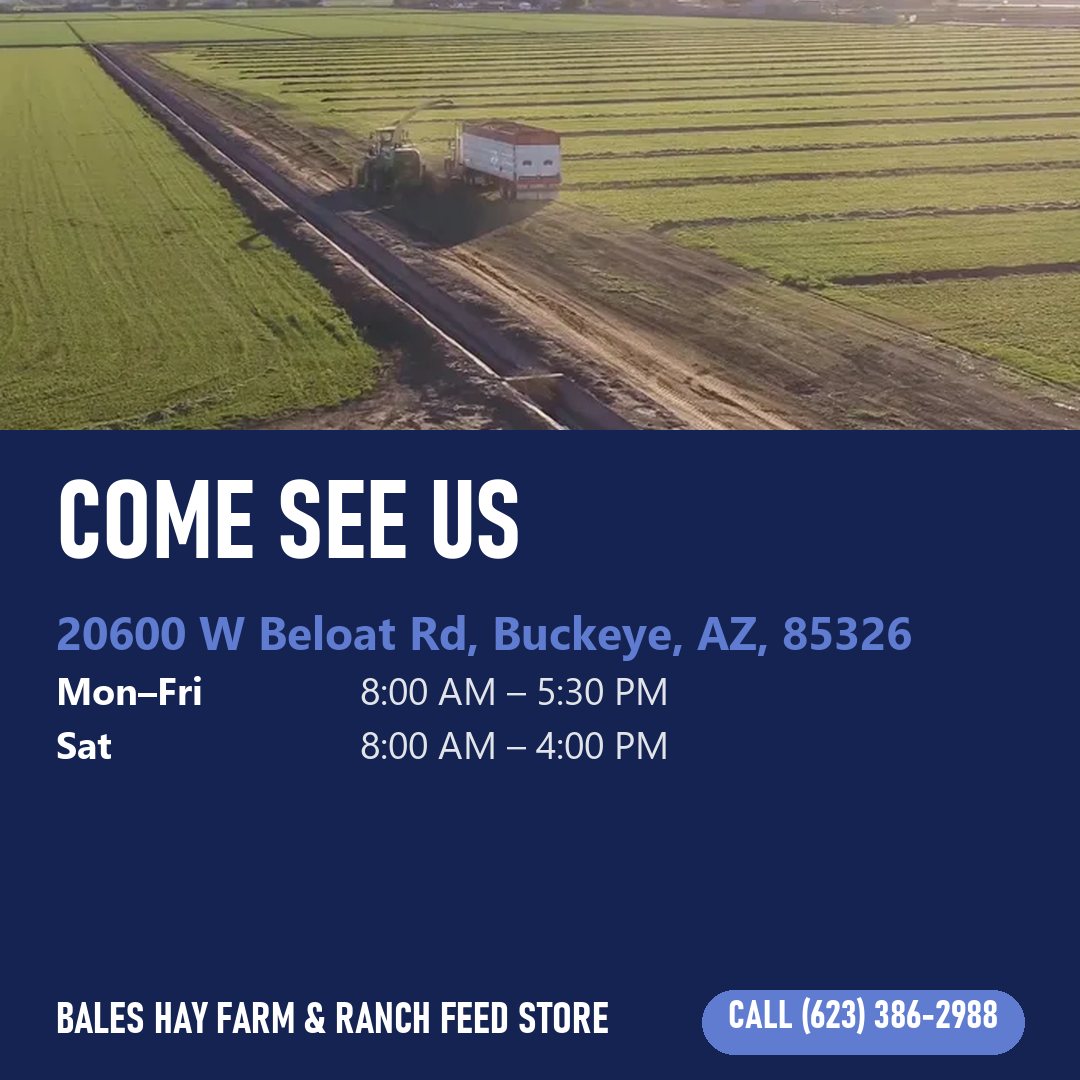 COME SEE US
20600 W Beloat Rd, Buckeye, AZ, 85326
Mon–Fri 8:00 AM – 5:30 PM
Sat 8:00 AM – 4:00 PM
BALES HAY FARM & RANCH FEED STORE
CALL (623) 386-2988